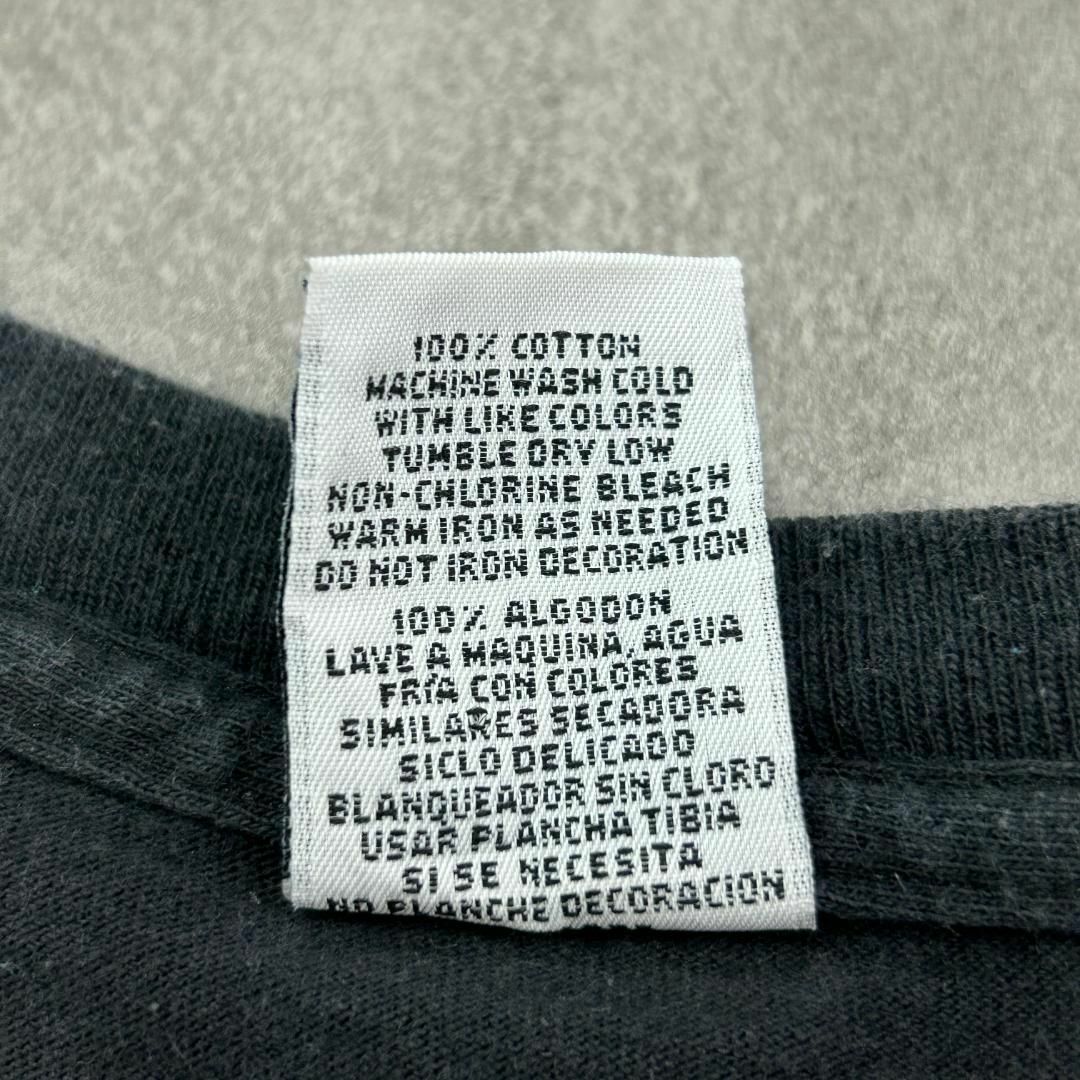 100% COTTON
MACHINE WASH COLD
WITH LIKE COLORS
TUMBLE DRY LOW
NON-CHLORINE BLEACH
WARM IRON AS NEEDED
DO NOT IRON DECORATION
100% ALGODON
LAVE A MAQUINA, AGUA
FRÍA CON COLORES
SIMILARES SECADORA
SICLO DELICADO
BLANQUEADOR SIN CLORO
USAR PLANCHA TIBIA
SI SE NECESITA
NO PLANCHE DECORACION